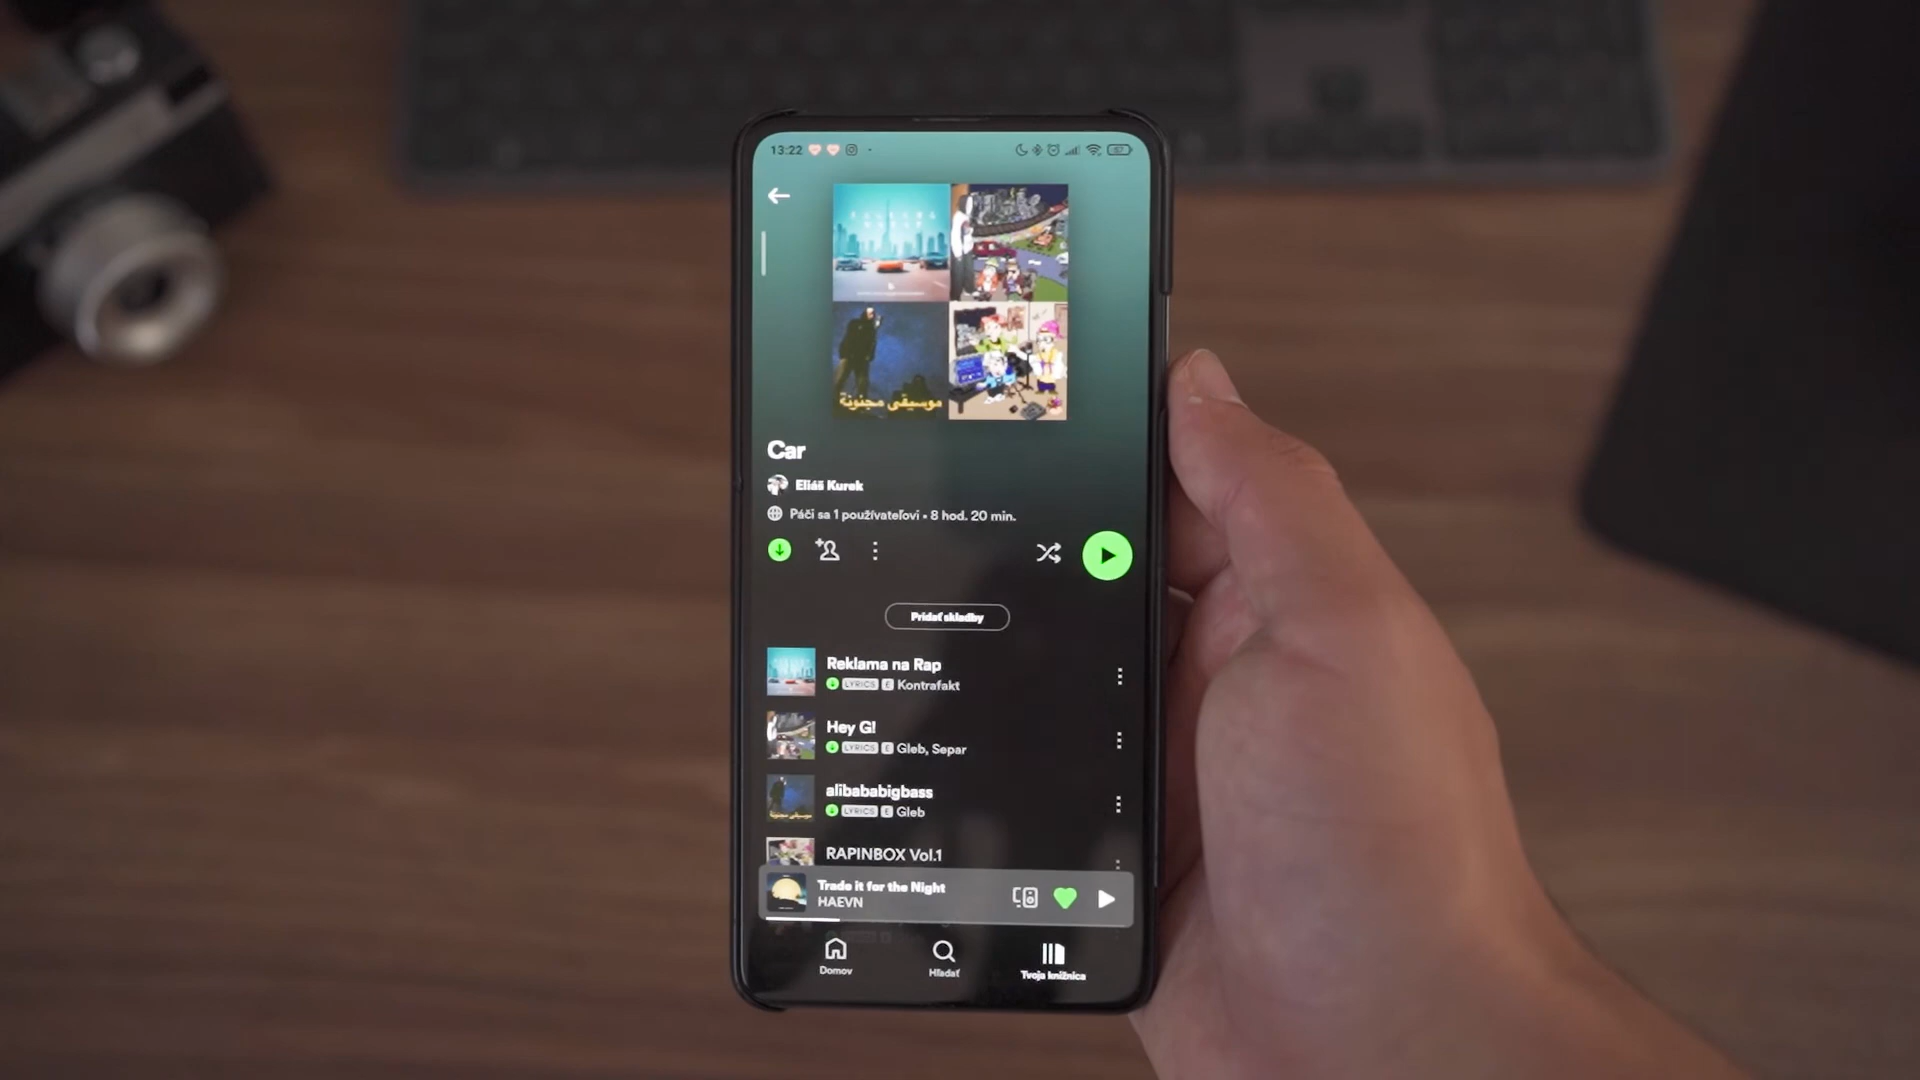 13:22
موسيقى مجنونة
Car
Eliáš Kurek
Páči sa 1 používateľovi • 8 hod. 20 min.
Pridať skladby
Reklama na Rap
LYRICS E Kontrafakt
Hey G!
LYRICS E Gleb, Separ
alibababigbass
LYRICS E Gleb
RAPINBOX Vol.1
Trade it for the Night
HAEVN
Domov
Hľadať
Tvoja knižnica